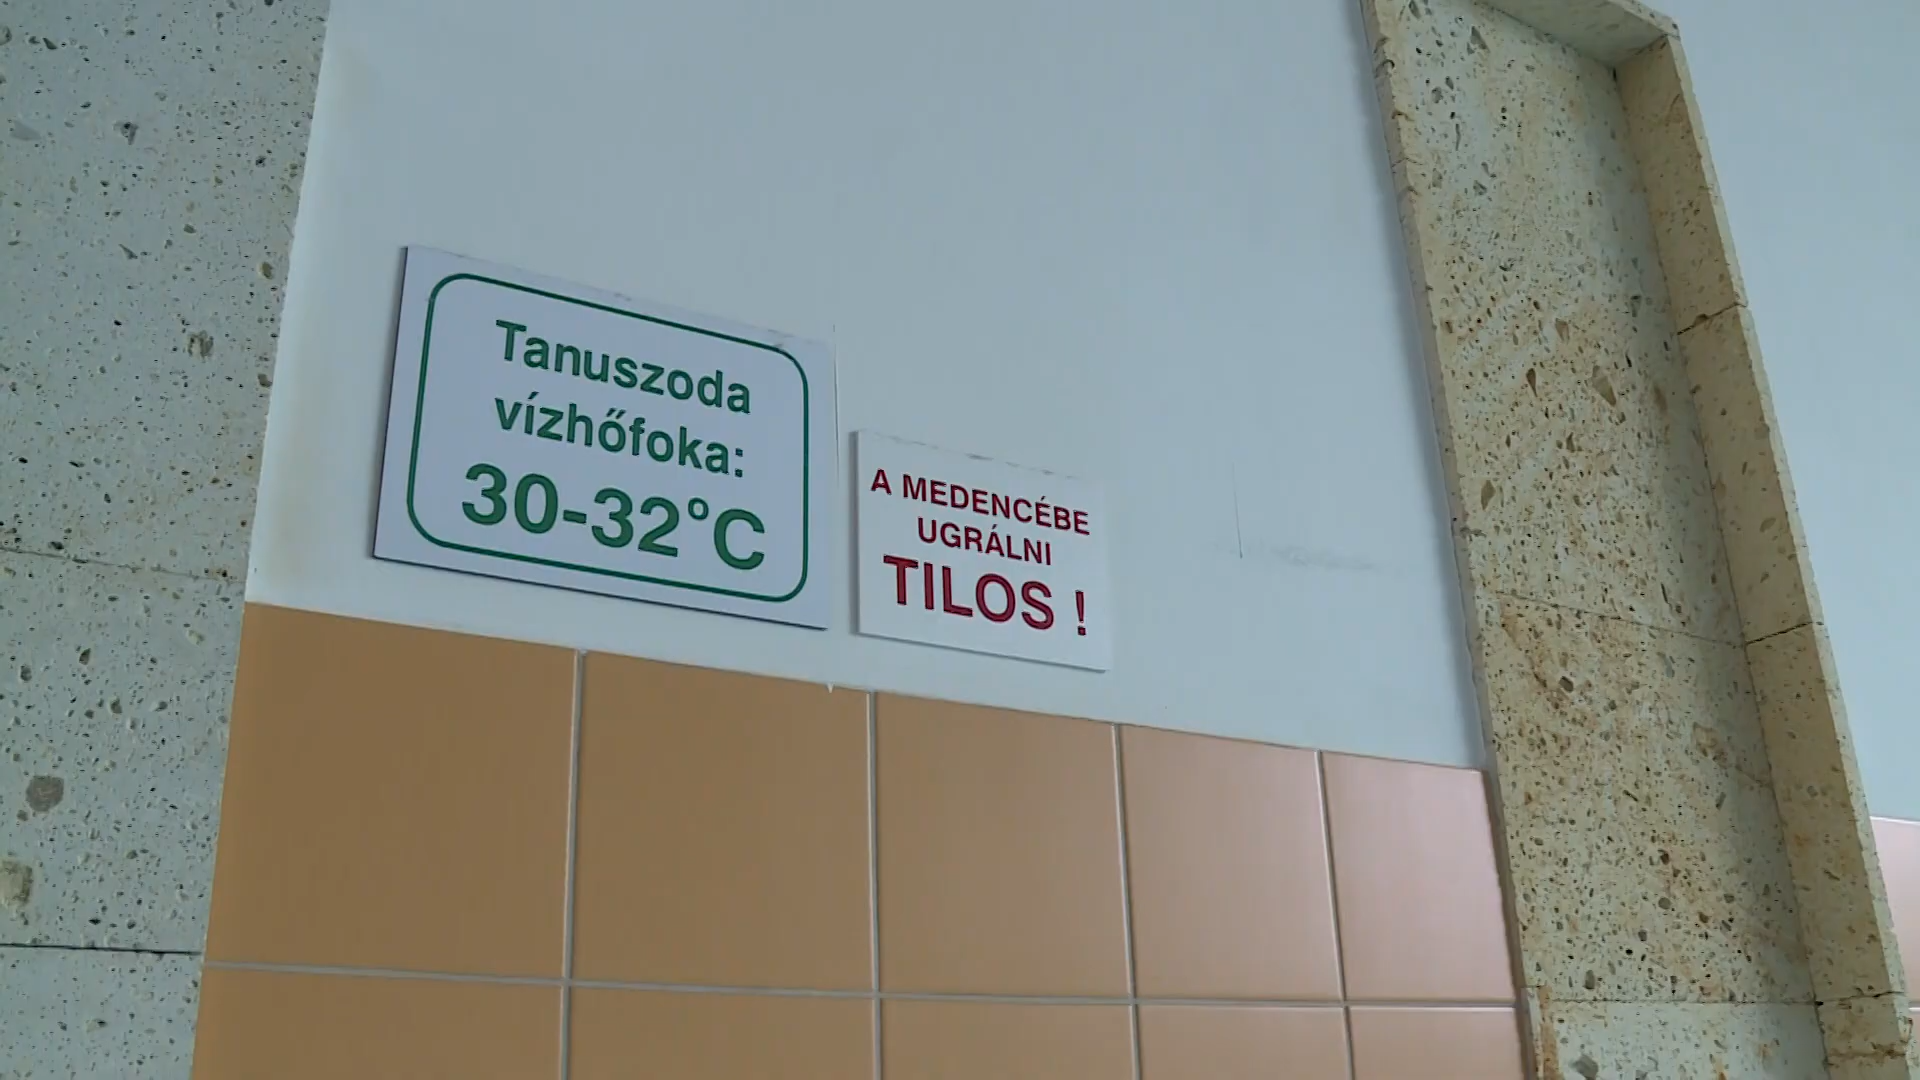 Tanuszoda
vízhőfoka:
30-32°C
A MEDENCÉBE
UGRÁLNI
TILOS !